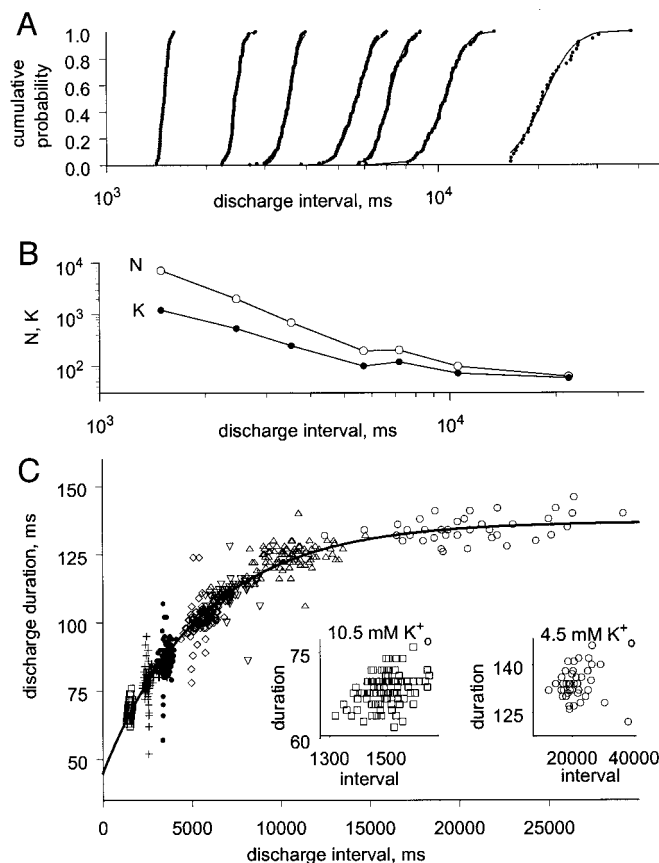 A
cumulative
probability
1.0
0.8
0.6
0.4
0.2
0.0
10³
10⁴
discharge interval, ms
B
N, K
10⁴
10³
10²
N
K
10³
10⁴
discharge interval, ms
C
discharge duration, ms
150
125
100
75
50
0
5000
10000
15000
20000
25000
discharge interval, ms
10.5 mM K⁺
duration
75
60
1300
1500
interval
4.5 mM K⁺
duration
140
125
20000
40000
interval